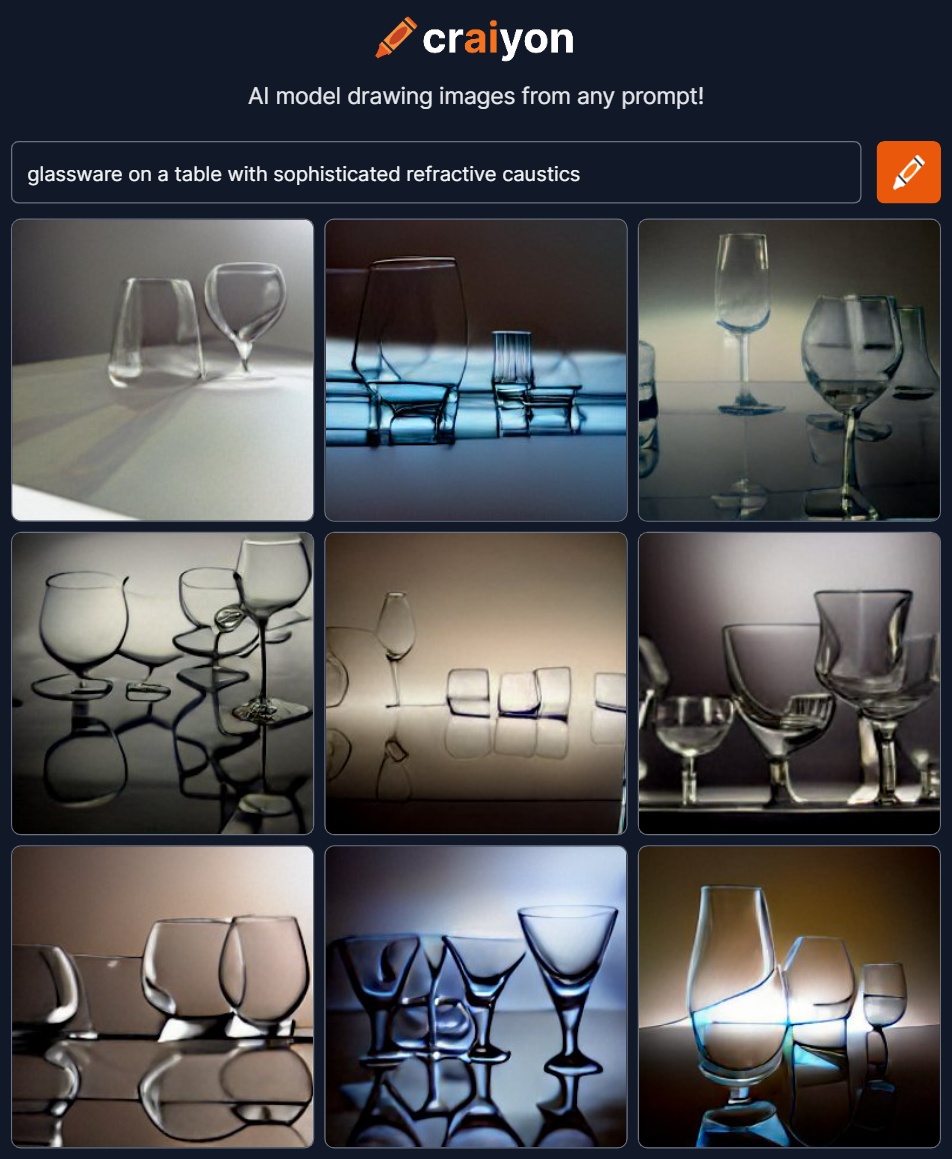 craiyon
AI model drawing images from any prompt!
glassware on a table with sophisticated refractive caustics